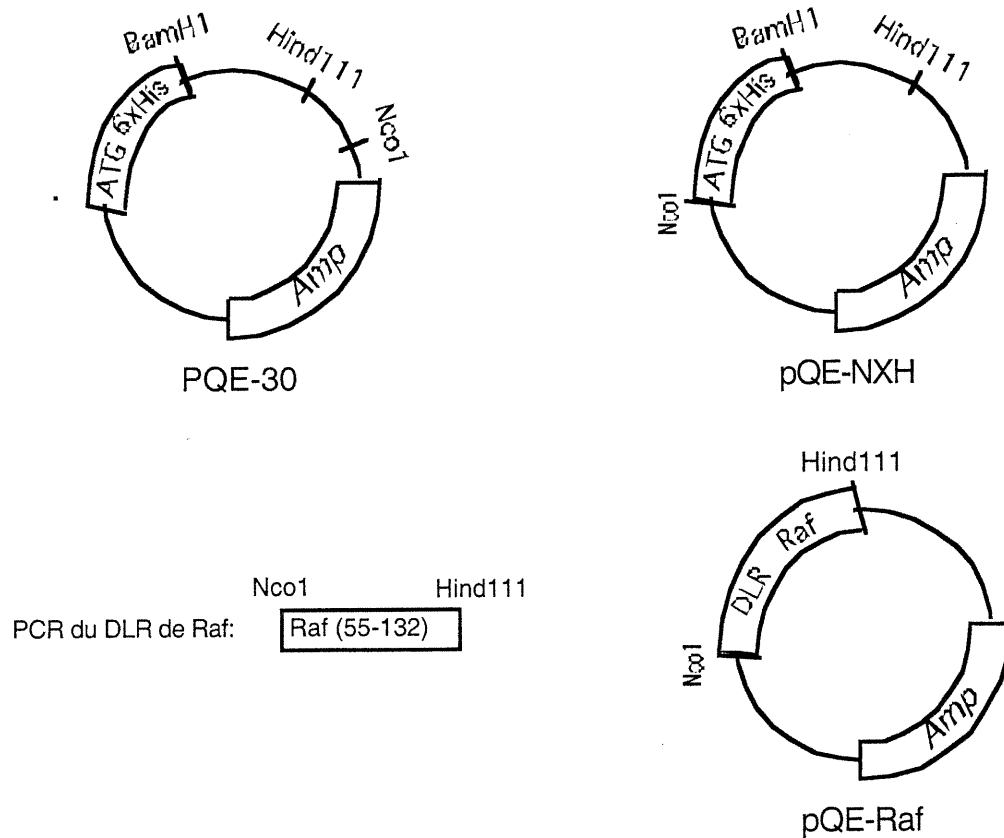 BamH1
Hind111
Nco1
ATG 6xHis
Amp
PQE-30
BamH1
Hind111
Nco1
ATG 6xHis
Amp
pQE-NXH
PCR du DLR de Raf:
Nco1
Hind111
Raf (55-132)
Hind111
DLR Raf
Nco1
Amp
pQE-Raf